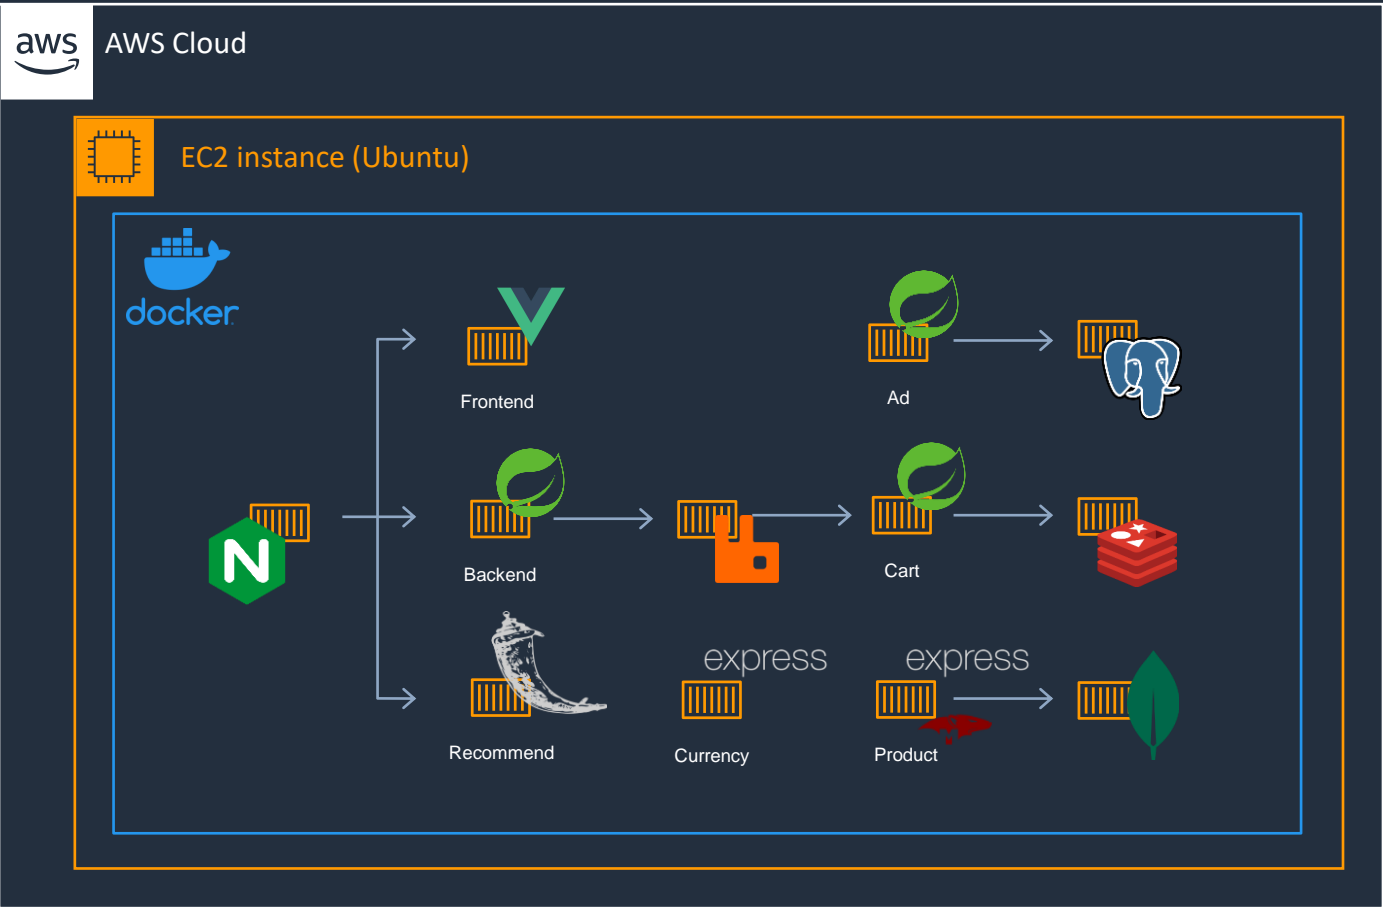 aws
AWS Cloud
EC2 instance (Ubuntu)
docker
Frontend
Ad
N
Backend
Cart
express
express
Recommend
Currency
Product